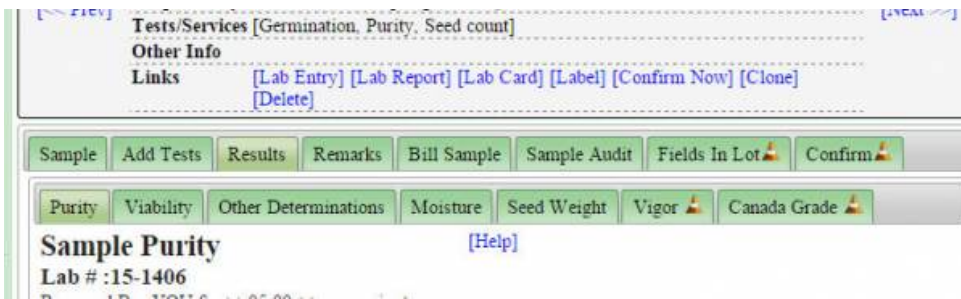 [<< Prev]
[Next >>]
Tests/Services [Germination, Purity, Seed count]
Other Info
Links [Lab Entry] [Lab Report] [Lab Card] [Label] [Confirm Now] [Clone]
[Delete]
Sample Add Tests Results Remarks Bill Sample Sample Audit Fields In Lot Confirm
Purity Viability Other Determinations Moisture Seed Weight Vigor Canada Grade
Sample Purity [Help]
Lab # :15-1406